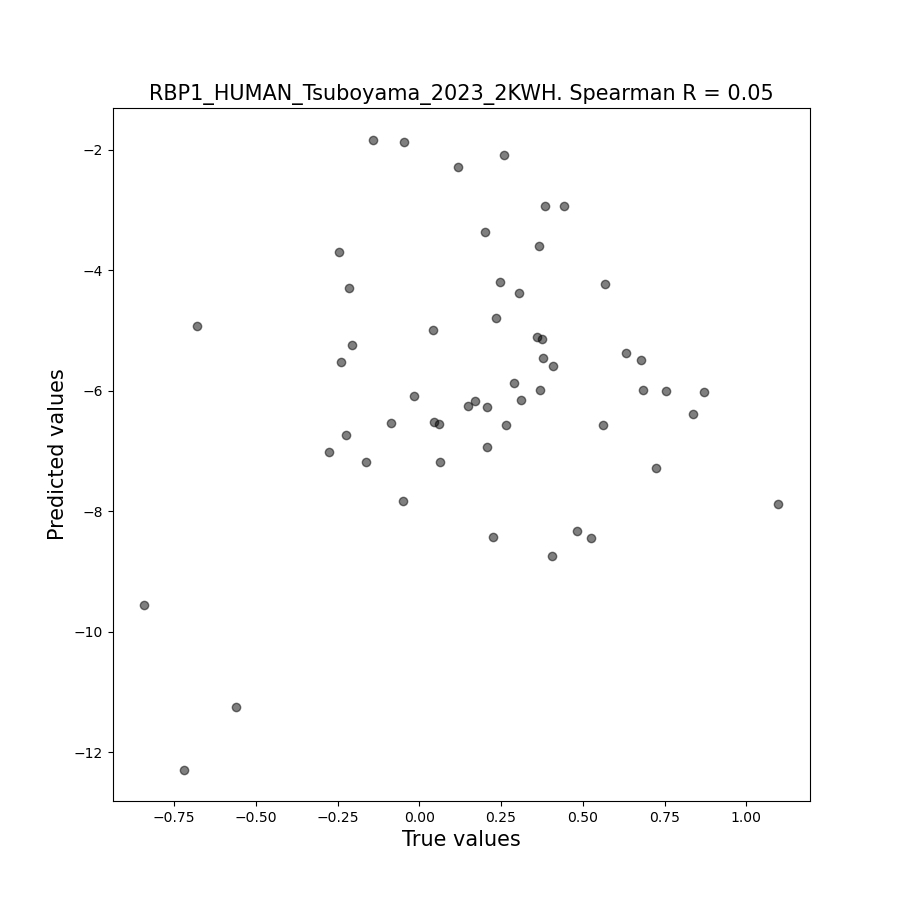 RBP1_HUMAN_Tsuboyama_2023_2KWH. Spearman R = 0.05
Predicted values
−2
−4
−6
−8
−10
−12
−0.75 −0.50 −0.25 0.00 0.25 0.50 0.75 1.00
True values